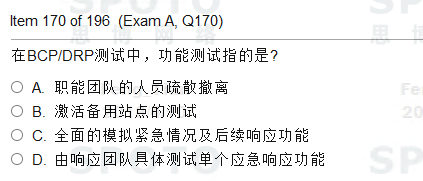 Item 170 of 196 (Exam A, Q170)
在BCP/DRP测试中，功能测试指的是?
A. 职能团队的人员疏散撤离
B. 激活备用站点的测试
C. 全面的模拟紧急情况及后续响应功能
D. 由响应团队具体测试单个应急响应功能